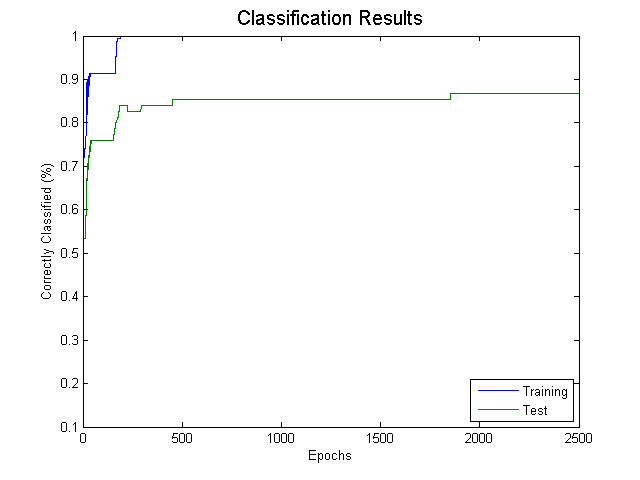 Classification Results
1
0.9
0.8
0.7
0.6
0.5
0.4
0.3
0.2
0.1
Correctly Classified (%)
0 500 1000 1500 2000 2500
Epochs
Training
Test